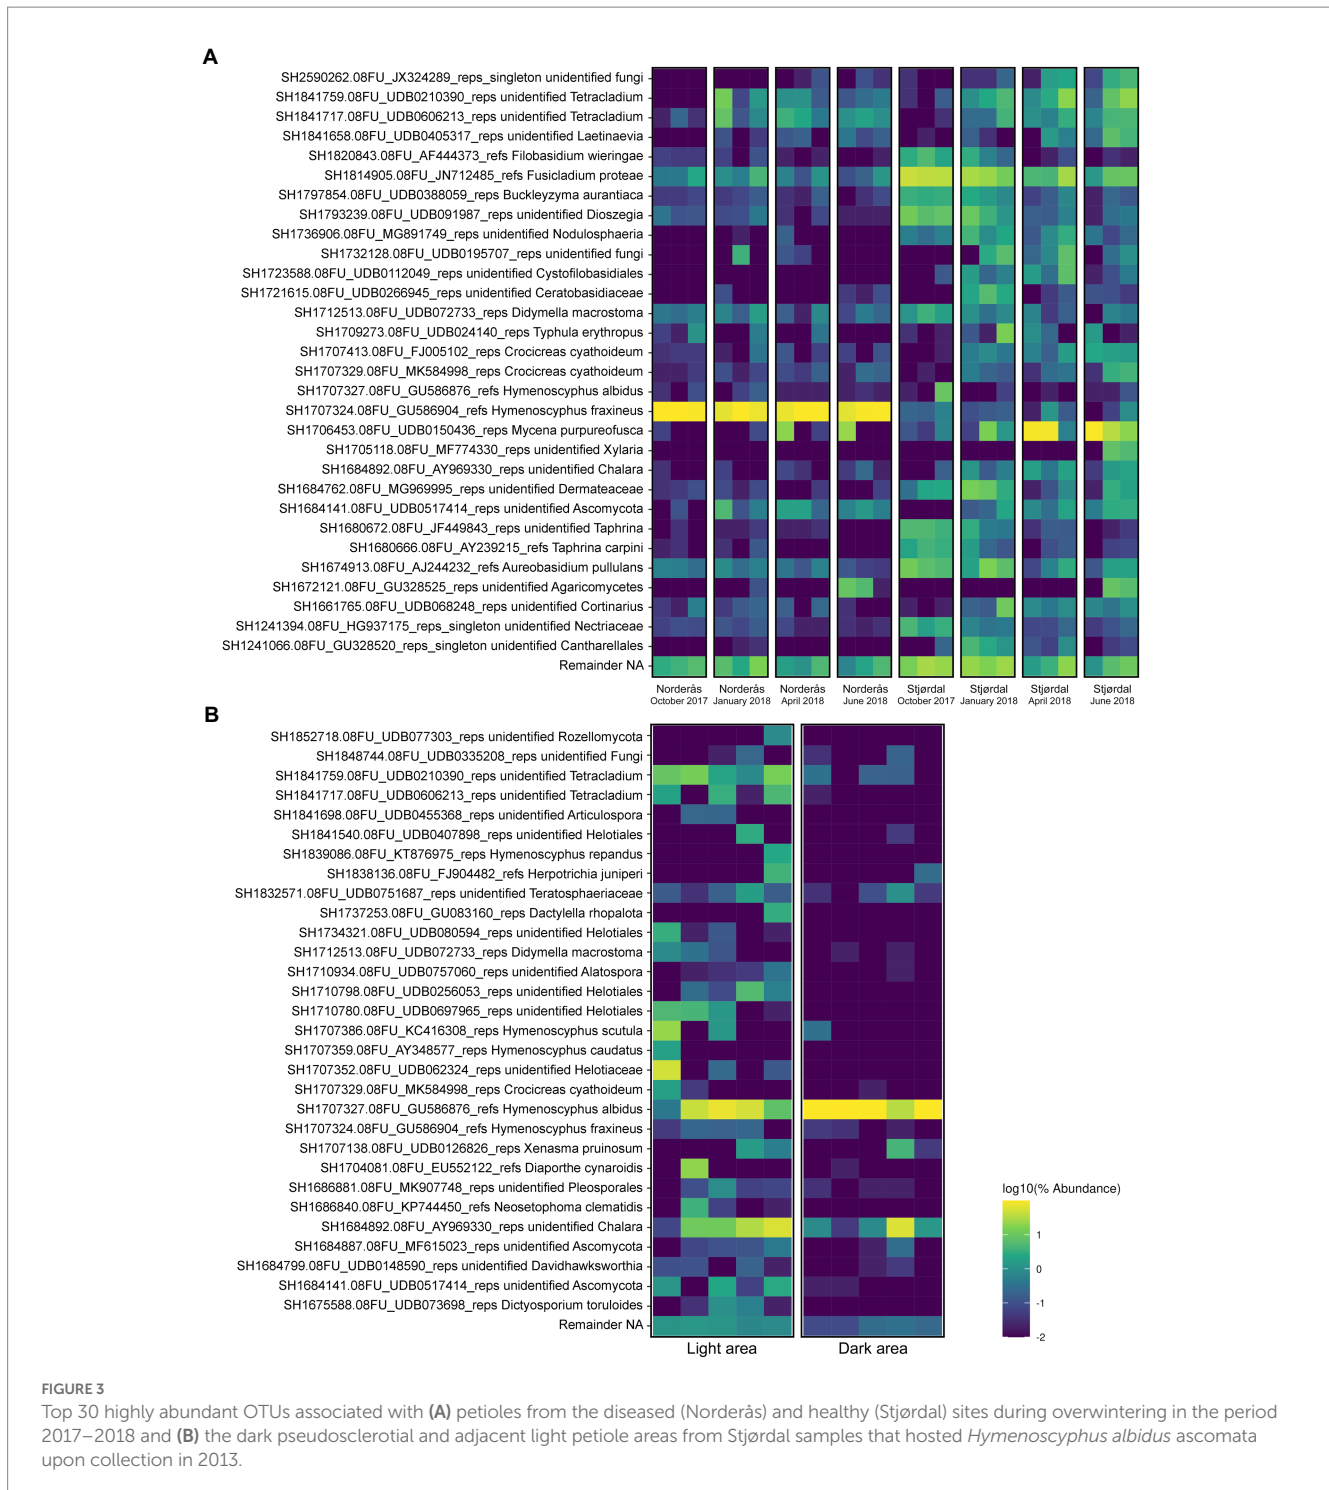 A
SH2590262.08FU_JX324289_reps_singleton unidentified fungi
SH1841759.08FU_UDB0210390_reps unidentified Tetracladium
SH1841717.08FU_UDB0606213_reps unidentified Tetracladium
SH1841658.08FU_UDB0405317_reps unidentified Laetinaevia
SH1820843.08FU_AF444373_refs Filobasidium wieringae
SH1814905.08FU_JN712485_refs Fusicladium proteae
SH1797854.08FU_UDB0388059_reps Buckleyzyma aurantiaca
SH1793239.08FU_UDB091987_reps unidentified Dioszegia
SH1736906.08FU_MG891749_reps unidentified Nodulosphaeria
SH1732128.08FU_UDB0195707_reps unidentified fungi
SH1723588.08FU_UDB0112049_reps unidentified Cystofilobasidiales
SH1721615.08FU_UDB0266945_reps unidentified Ceratobasidiaceae
SH1712513.08FU_UDB072733_reps Didymella macrostoma
SH1709273.08FU_UDB024140_reps Typhula erythropus
SH1707413.08FU_FJ005102_reps Crocicreas cyathoideum
SH1707329.08FU_MK584998_reps Crocicreas cyathoideum
SH1707327.08FU_GU586876_refs Hymenoscyphus albidus
SH1707324.08FU_GU586904_refs Hymenoscyphus fraxineus
SH1706453.08FU_UDB0150436_reps Mycena purpureofusca
SH1705118.08FU_MF774330_reps unidentified Xylaria
SH1684892.08FU_AY969330_reps unidentified Chalara
SH1684762.08FU_MG969995_reps unidentified Dermateaceae
SH1684141.08FU_UDB0517414_reps unidentified Ascomycota
SH1680672.08FU_JF449843_reps unidentified Taphrina
SH1680666.08FU_AY239215_refs Taphrina carpini
SH1674913.08FU_AJ244232_refs Aureobasidium pullulans
SH1672121.08FU_GU328525_reps unidentified Agaricomycetes
SH1661765.08FU_UDB068248_reps unidentified Cortinarius
SH1241394.08FU_HG937175_reps_singleton unidentified Nectriaceae
SH1241066.08FU_GU328520_reps_singleton unidentified Cantharellales
Remainder NA
Norderås Norderås Norderås Norderås Stjørdal Stjørdal Stjørdal Stjørdal
October 2017 January 2018 April 2018 June 2018 October 2017 January 2018 April 2018 June 2018
B
SH1852718.08FU_UDB077303_reps unidentified Rozellomycota
SH1848744.08FU_UDB0335208_reps unidentified Fungi
SH1841759.08FU_UDB0210390_reps unidentified Tetracladium
SH1841717.08FU_UDB0606213_reps unidentified Tetracladium
SH1841698.08FU_UDB0455368_reps unidentified Articulospora
SH1841540.08FU_UDB0407898_reps unidentified Helotiales
SH1839086.08FU_KT876975_reps Hymenoscyphus repandus
SH1838136.08FU_FJ904482_refs Herpotrichia juniperi
SH1832571.08FU_UDB0751687_reps unidentified Teratosphaeriaceae
SH1737253.08FU_GU083160_reps Dactylella rhopalota
SH1734321.08FU_UDB080594_reps unidentified Helotiales
SH1712513.08FU_UDB072733_reps Didymella macrostoma
SH1710934.08FU_UDB0757060_reps unidentified Alatospora
SH1710798.08FU_UDB0256053_reps unidentified Helotiales
SH1710780.08FU_UDB0697965_reps unidentified Helotiales
SH1707386.08FU_KC416308_reps Hymenoscyphus scutula
SH1707359.08FU_AY348577_reps Hymenoscyphus caudatus
SH1707352.08FU_UDB062324_reps unidentified Helotiaceae
SH1707329.08FU_MK584998_reps Crocicreas cyathoideum
SH1707327.08FU_GU586876_refs Hymenoscyphus albidus
SH1707324.08FU_GU586904_refs Hymenoscyphus fraxineus
SH1707138.08FU_UDB0126826_reps Xenasma pruinosum
SH1704081.08FU_EU552122_refs Diaporthe cynaroidis
SH1686881.08FU_MK907748_reps unidentified Pleosporales
SH1686840.08FU_KP744450_refs Neosetophoma clematidis
SH1684892.08FU_AY969330_reps unidentified Chalara
SH1684887.08FU_MF615023_reps unidentified Ascomycota
SH1684799.08FU_UDB0148590_reps unidentified Davidhawksworthia
SH1684141.08FU_UDB0517414_reps unidentified Ascomycota
SH1675588.08FU_UDB073698_reps Dictyosporium toruloides
Remainder NA
Light area Dark area
log10(% Abundance)
1
0
-1
-2
FIGURE 3
Top 30 highly abundant OTUs associated with (A) petioles from the diseased (Norderås) and healthy (Stjørdal) sites during overwintering in the period
2017–2018 and (B) the dark pseudosclerotial and adjacent light petiole areas from Stjørdal samples that hosted Hymenoscyphus albidus ascomata
upon collection in 2013.